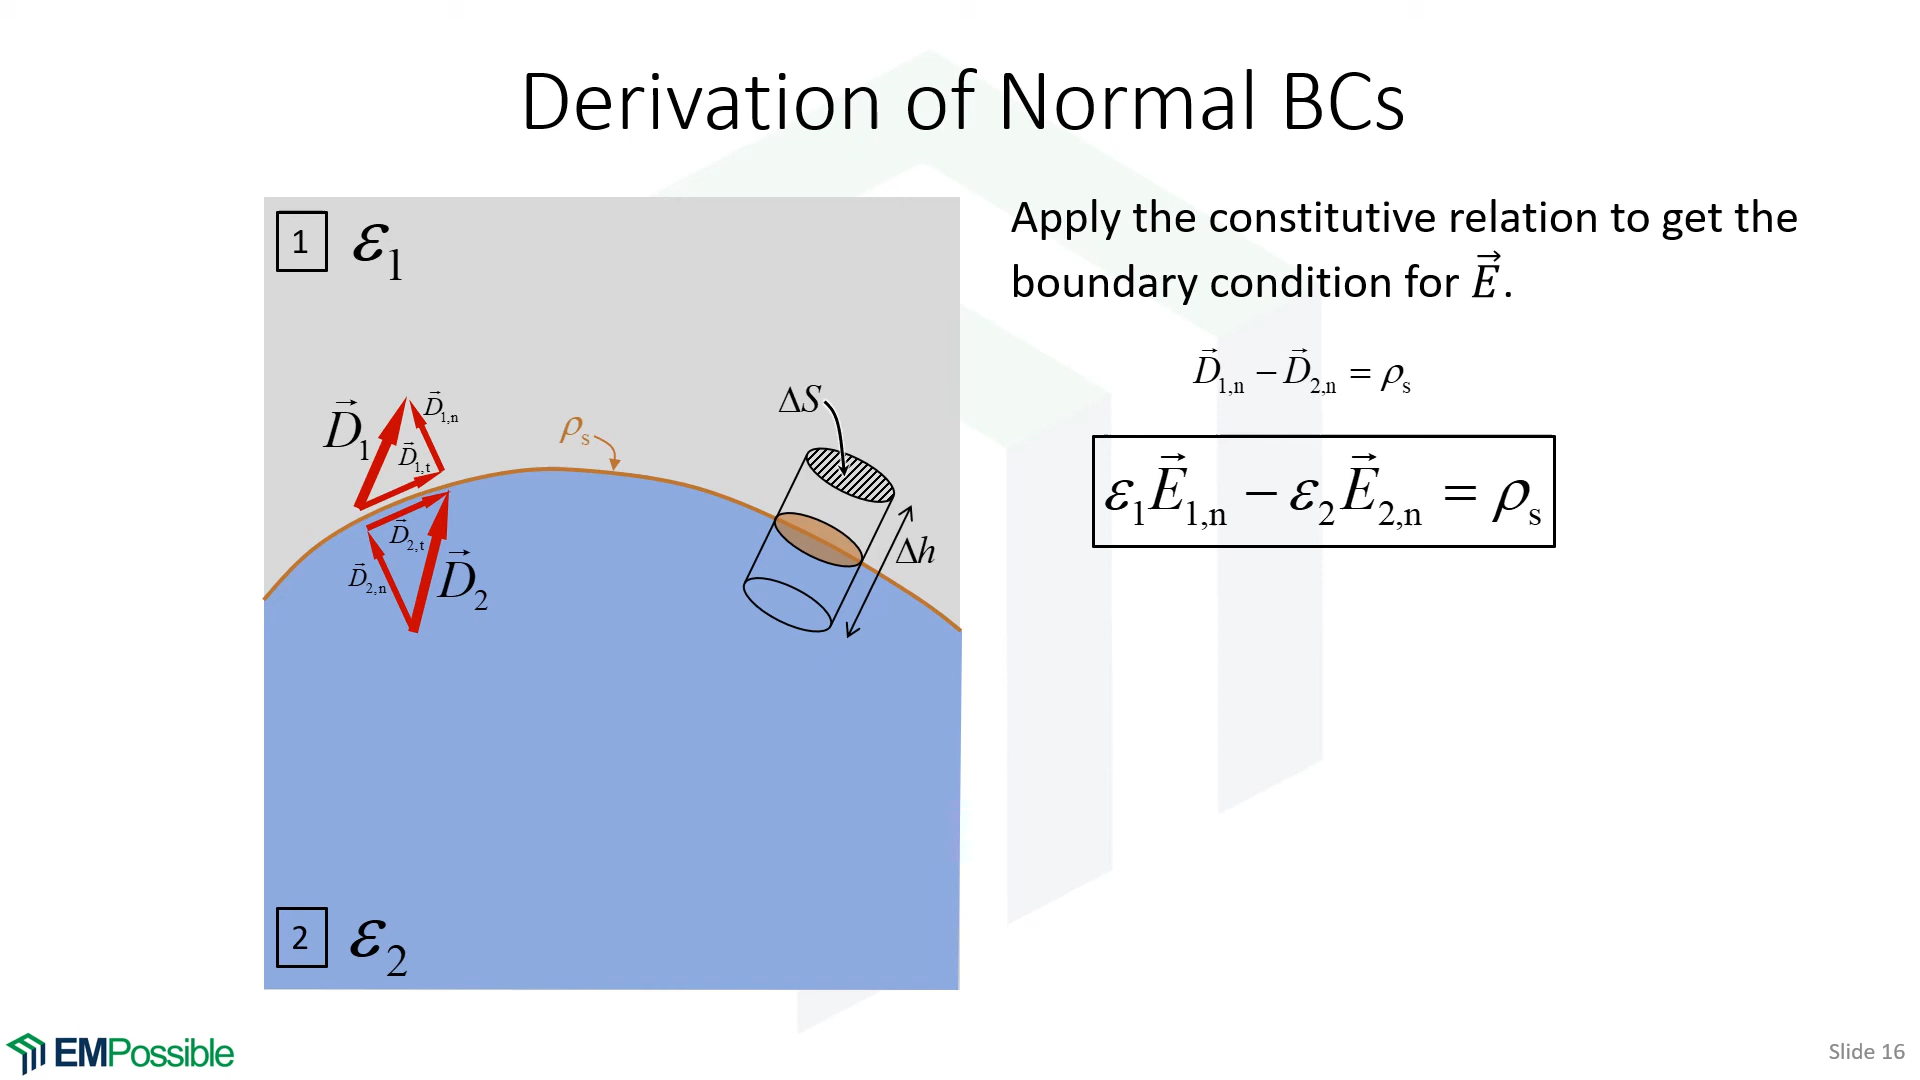 Derivation of Normal BCs
1 ε₁
Apply the constitutive relation to get the
boundary condition for E⃗.
D⃗₁,ₙ − D⃗₂,ₙ = ρₛ
ε₁E⃗₁,ₙ − ε₂E⃗₂,ₙ = ρₛ
D⃗₁
D⃗₁,ₙ
D⃗₁,ₜ
ρₛ
ΔS
D⃗₂,ₜ
D⃗₂,ₙ
D⃗₂
Δh
2 ε₂
EMPossible
Slide 16